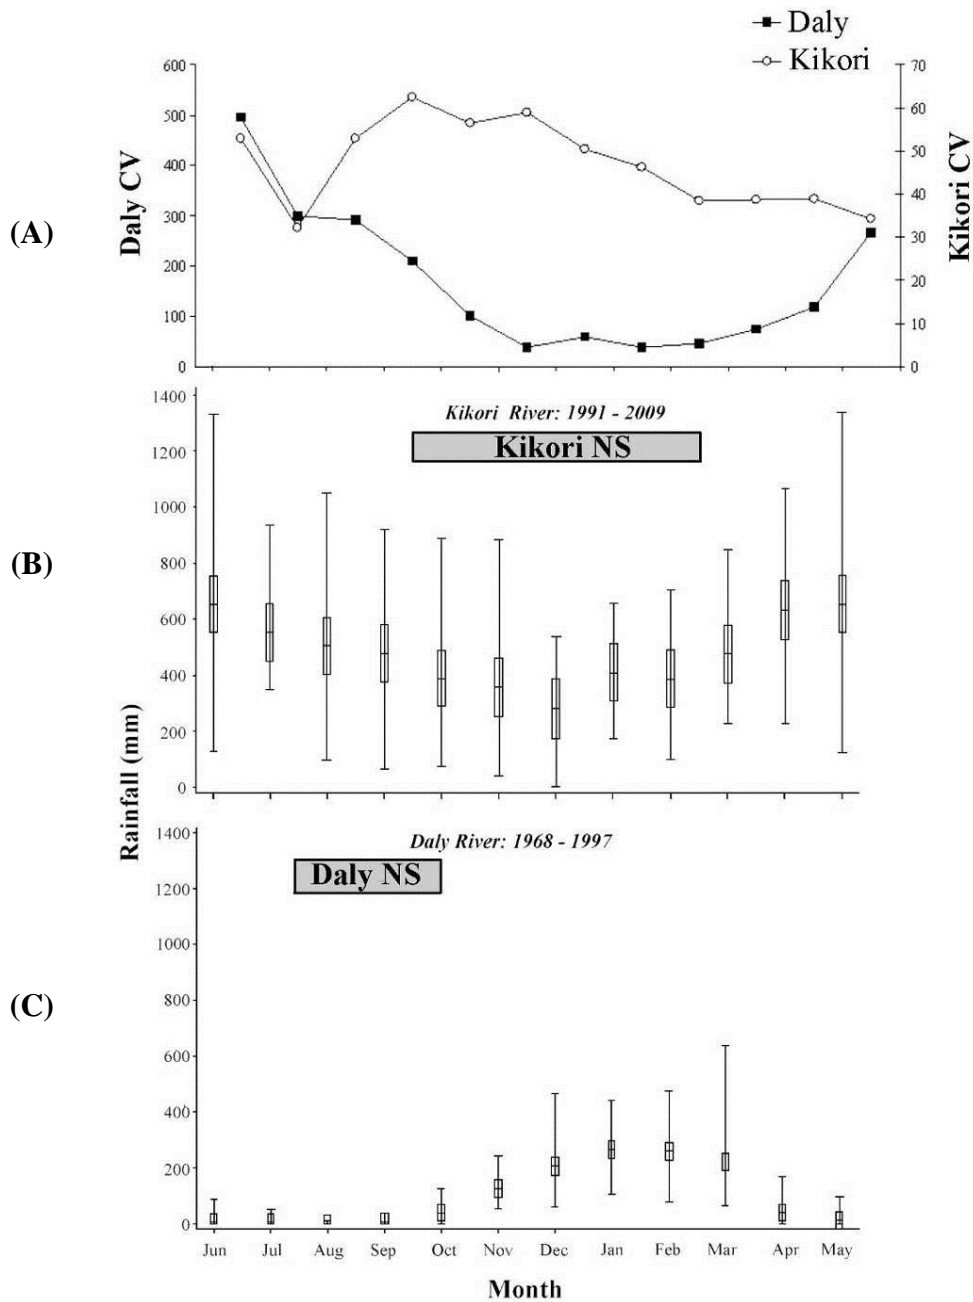 Daly
Kikori
(A)
Daly CV
600
500
400
300
200
100
0
Kikori CV
70
60
50
40
30
20
10
0
(B)
Rainfall (mm)
Kikori River: 1991 - 2009
Kikori NS
1400
1200
1000
800
600
400
200
0
(C)
Daly River: 1968 - 1997
Daly NS
1400
1200
1000
800
600
400
200
0
Jun Jul Aug Sep Oct Nov Dec Jan Feb Mar Apr May
Month